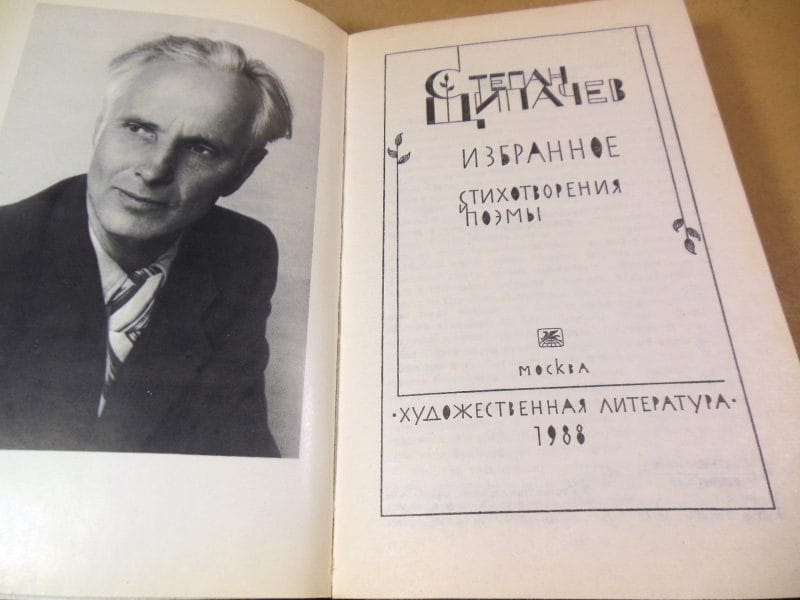 СТЕПАН
ЩИПАЧЕВ
ИЗБРАННОЕ
СТИХОТВОРЕНИЯ
И ПОЭМЫ
МОСКВА
·ХУДОЖЕСТВЕННАЯ ЛИТЕРАТУРА·
1988